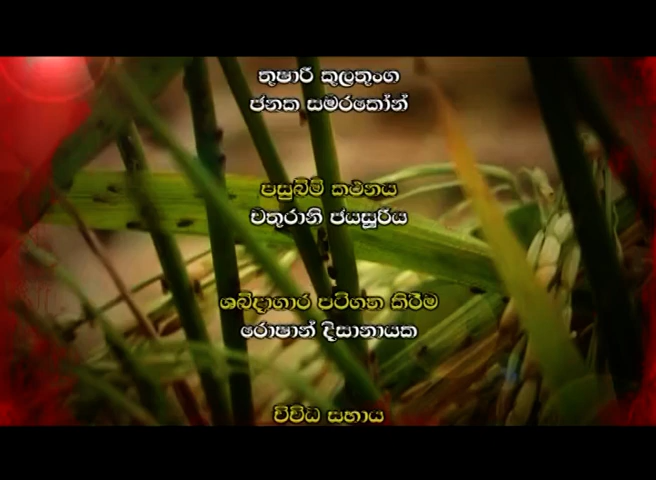 තුෂාරී කුලතුංග
ජනක සමරකෝන්
පසුබිම් කථනය
චතුරානි ජයසූරිය
ශබ්දාගාර පටිගත කිරීම
රොෂාන් දිසානායක
විවිධ සහාය